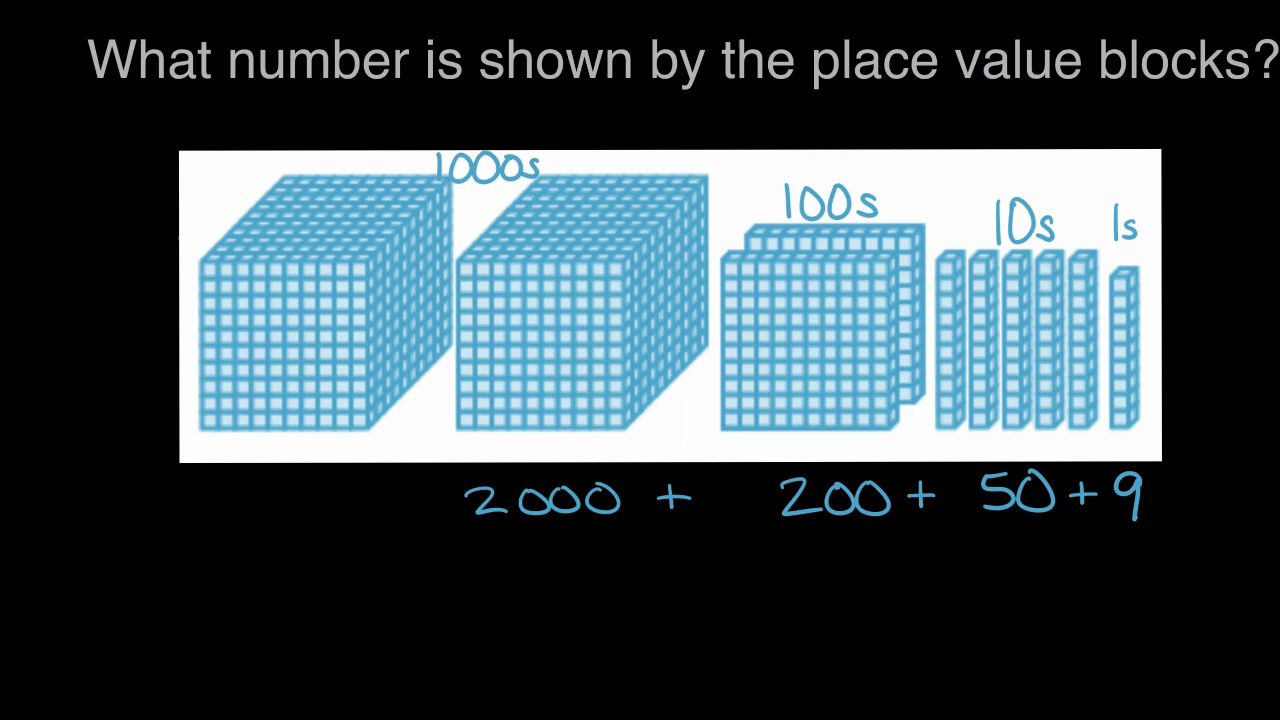 What number is shown by the place value blocks?
1000s
100s
10s
1s
2000 + 200 + 50 + 9